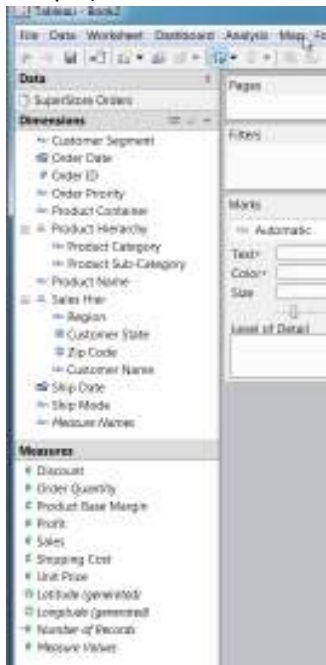 Tableau - Book2
File Data Worksheet Dashboard Analysis Map Fo
Data
SuperStore Orders
Dimensions
Customer Segment
Order Date
Order ID
Order Priority
Product Container
Product Hierarchy
Product Category
Product Sub-Category
Product Name
Sales Hier
Region
Customer State
Zip Code
Customer Name
Ship Date
Ship Mode
Measure Names
Measures
Discount
Order Quantity
Product Base Margin
Profit
Sales
Shipping Cost
Unit Price
Latitude (generated)
Longitude (generated)
Number of Records
Measure Values
Pages
Filters
Marks
Abc Automatic
Text
Color
Size
Level of Detail